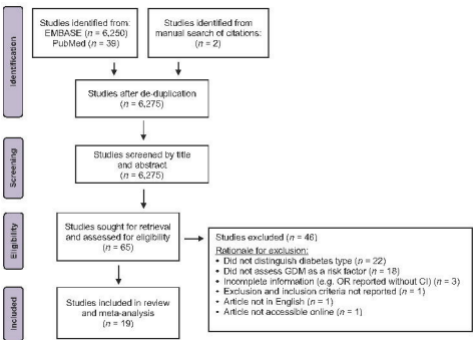 Identification
Studies identified from:
EMBASE (n = 6,250)
PubMed (n = 39)
Studies identified from
manual search of citations:
(n = 2)
Studies after de-duplication
(n = 6,275)
Screening
Studies screened by title
and abstract
(n = 6,275)
Eligibility
Studies sought for retrieval
and assessed for eligibility
(n = 65)
Studies excluded (n = 46)
Rationale for exclusion:
• Did not distinguish diabetes type (n = 22)
• Did not assess GDM as a risk factor (n = 18)
• Incomplete information (e.g. OR reported without CI) (n = 3)
• Exclusion and inclusion criteria not reported (n = 1)
• Article not in English (n = 1)
• Article not accessible online (n = 1)
Included
Studies included in review
and meta-analysis
(n = 19)